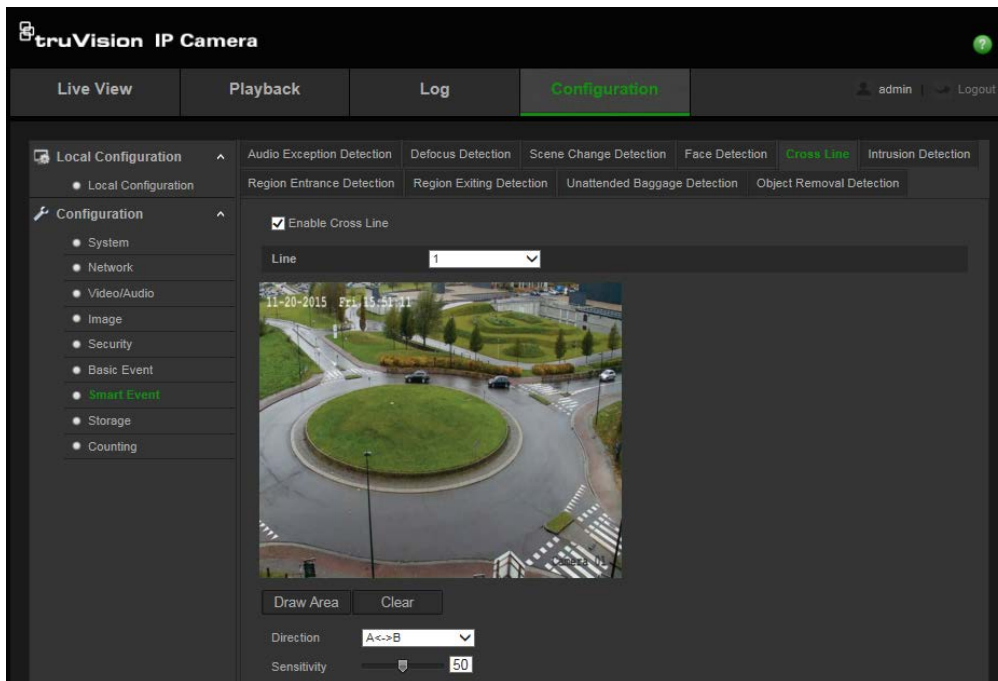 truVision IP Camera
?
Live View Playback Log Configuration admin | Logout
Local Configuration
Local Configuration
Configuration
System
Network
Video/Audio
Image
Security
Basic Event
Smart Event
Storage
Counting
Audio Exception Detection Defocus Detection Scene Change Detection Face Detection Cross Line Intrusion Detection
Region Entrance Detection Region Exiting Detection Unattended Baggage Detection Object Removal Detection
Enable Cross Line
Line 1
11-20-2015 Fri 15:51:11
Camera 01
Draw Area Clear
Direction A<->B
Sensitivity 50